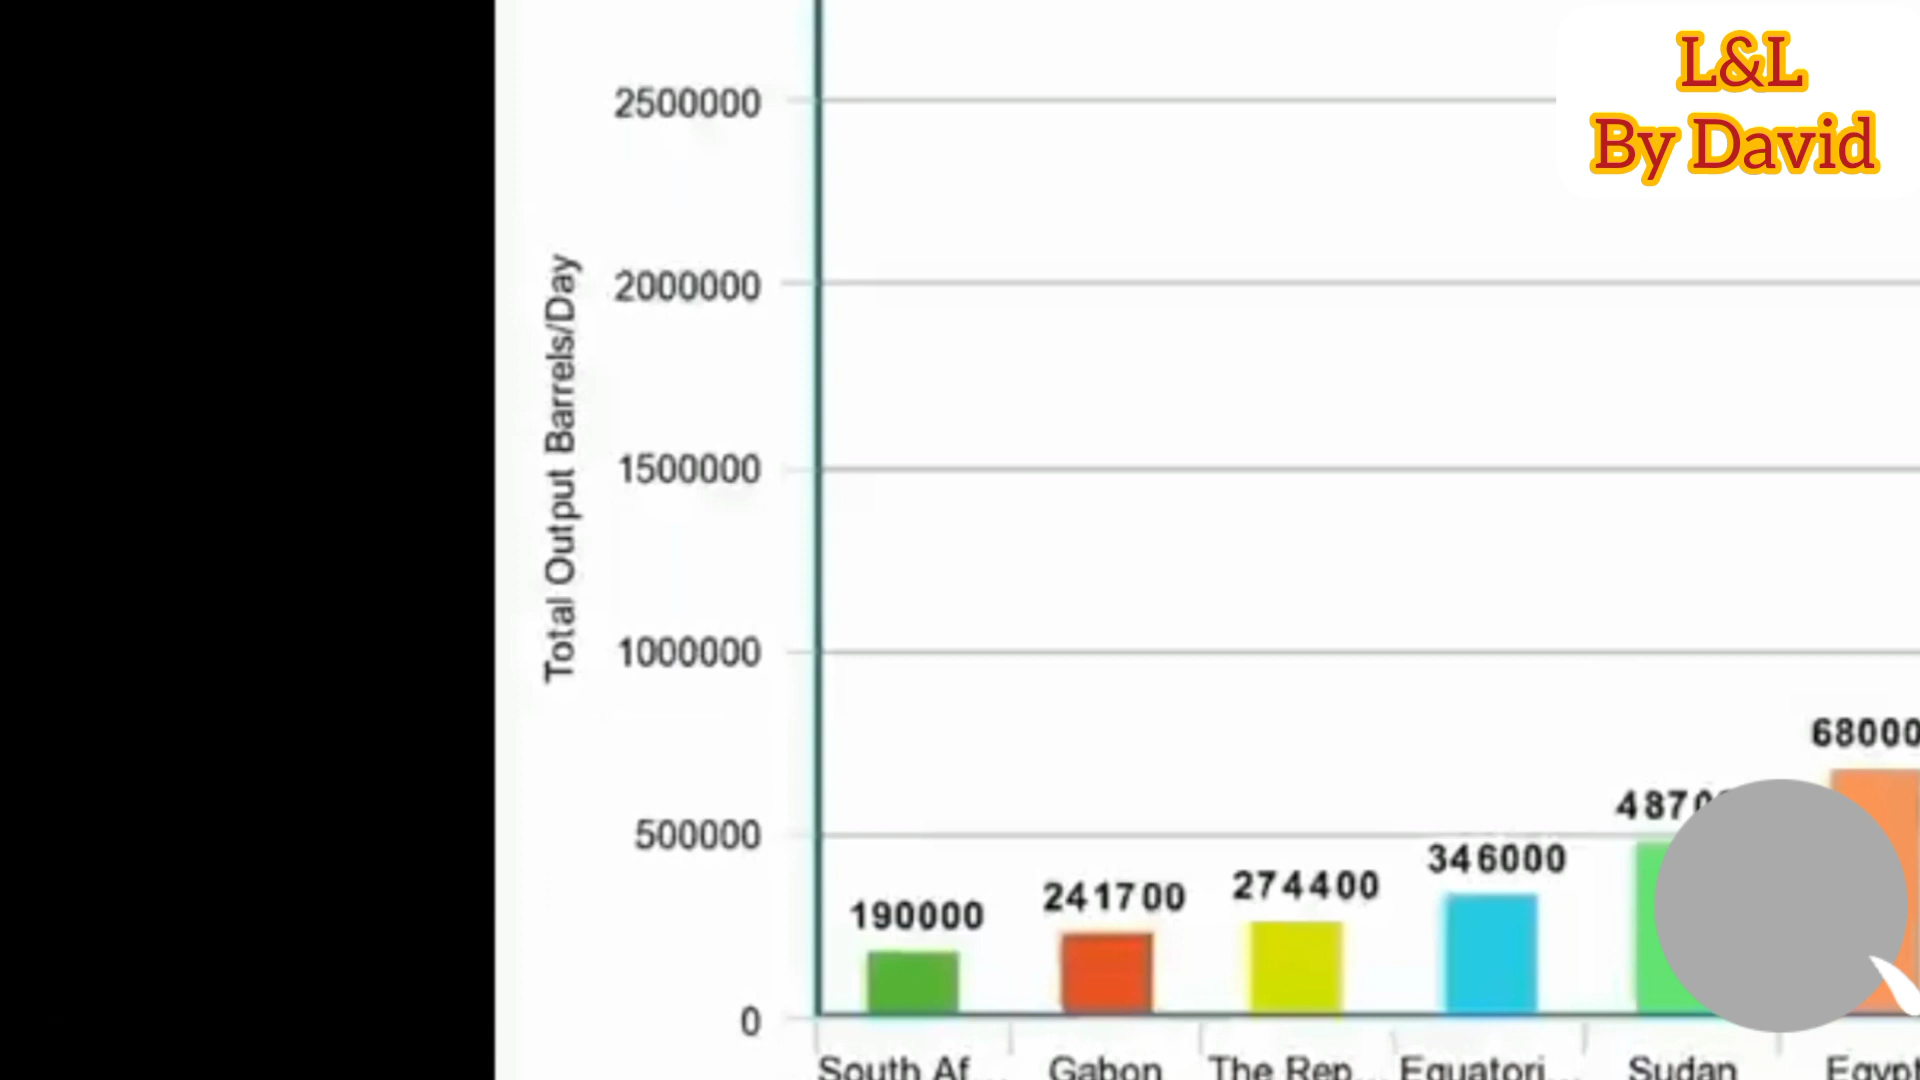 L&L
By David
2500000
2000000
1500000
1000000
500000
0
Total Output Barrels/Day
190000
241700
274400
346000
South Af...
Gabon
The Rep...
Equatori...
Sudan
Egypt